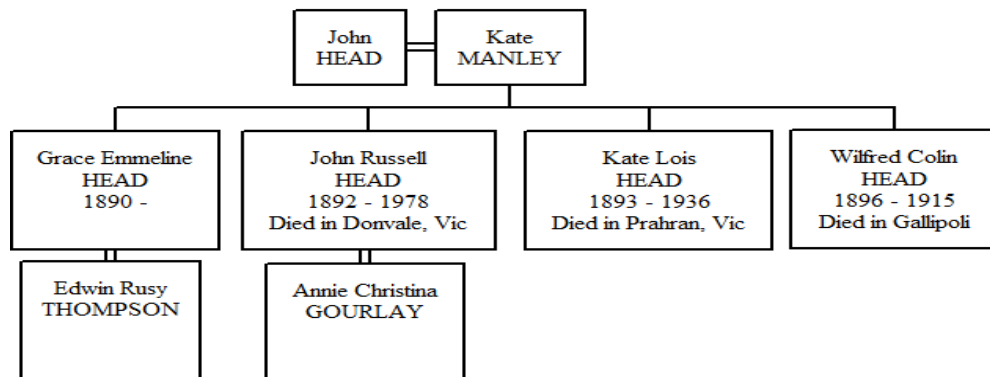 John
HEAD
Kate
MANLEY
Grace Emmeline
HEAD
1890 -
John Russell
HEAD
1892 - 1978
Died in Donvale, Vic
Kate Lois
HEAD
1893 - 1936
Died in Prahran, Vic
Wilfred Colin
HEAD
1896 - 1915
Died in Gallipoli
Edwin Rusy
THOMPSON
Annie Christina
GOURLAY